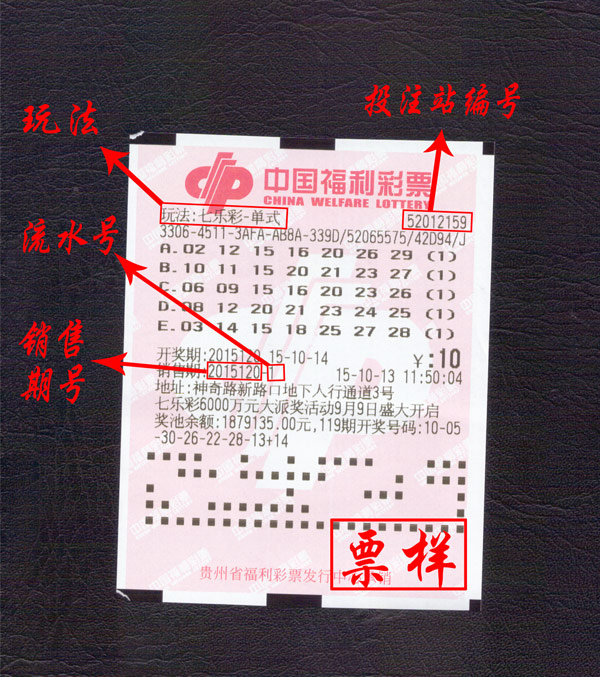 玩法
投注站编号
流水号
销售
期号
中国福利彩票
CHINA WELFARE LOTTERY
玩法:七乐彩-单式
52012159
3306-4511-3AFA-AB8A-339D/52065575/42D94/J
A.02 12 15 16 20 26 29 (1)
B.10 11 15 20 21 23 27 (1)
C.06 09 15 16 20 23 26 (1)
D.08 12 20 21 23 24 25 (1)
E.03 14 15 18 25 27 28 (1)
开奖期:2015120 15-10-14
¥:10
销售期:2015120-1
15-10-13 11:50:04
地址:神奇路新路口地下人行通道3号
七乐彩6000万元大派奖活动9月9日盛大开启
奖池余额:1879135.00元,119期开奖号码:10-05
-30-26-22-28-13+14
票样
贵州省福利彩票发行中
销